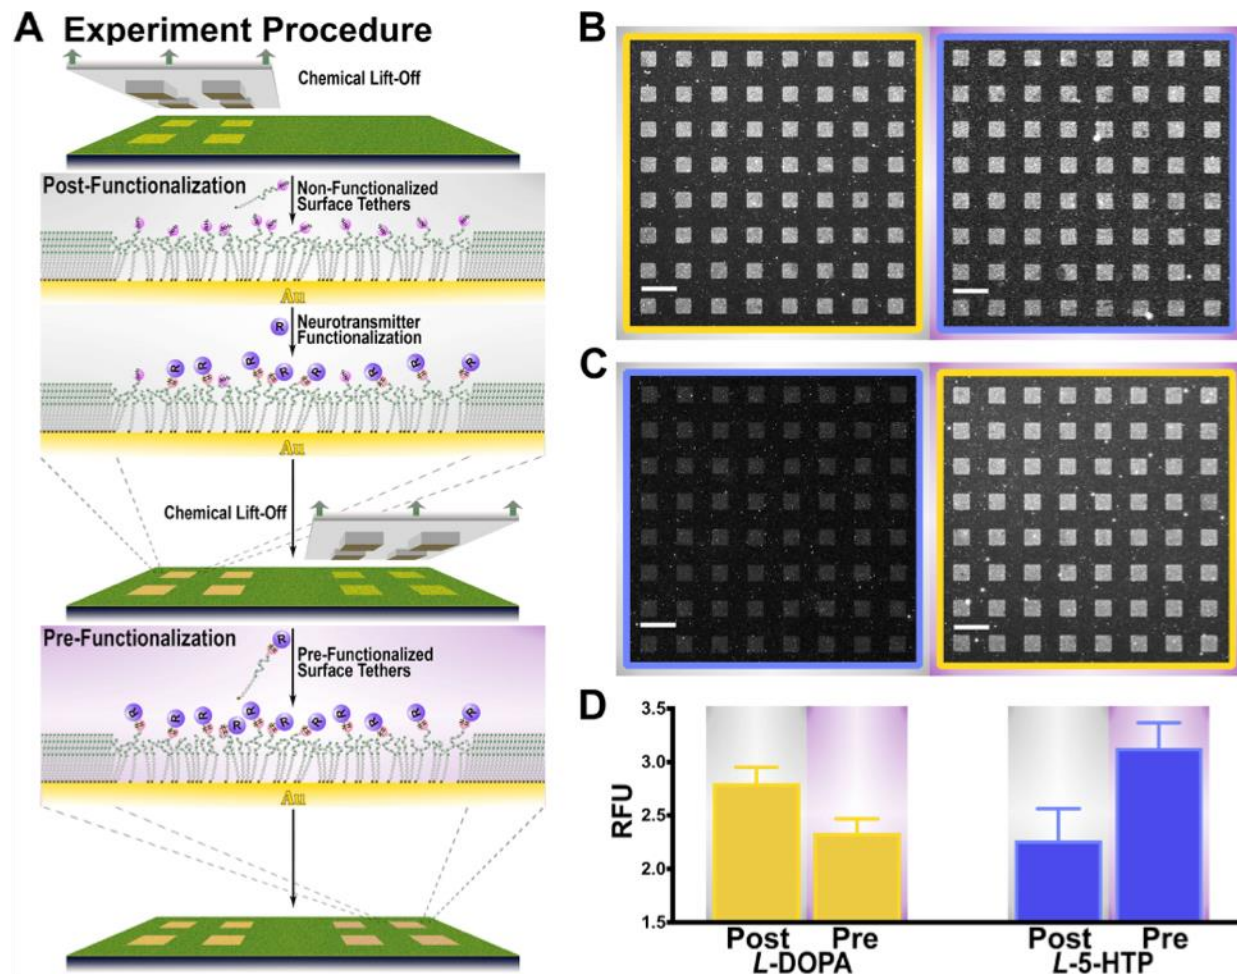 A Experiment Procedure
Chemical Lift-Off
Post-Functionalization
Non-Functionalized
Surface Tethers
Au
R
Neurotransmitter
Functionalization
R R R R R R R R
Au
Chemical Lift-Off
Pre-Functionalization
R
Pre-Functionalized
Surface Tethers
R R R R R R R R R R R
Au
B
C
D
3.5
3.0
2.5
2.0
1.5
RFU
Post Pre Post Pre
L-DOPA L-5-HTP